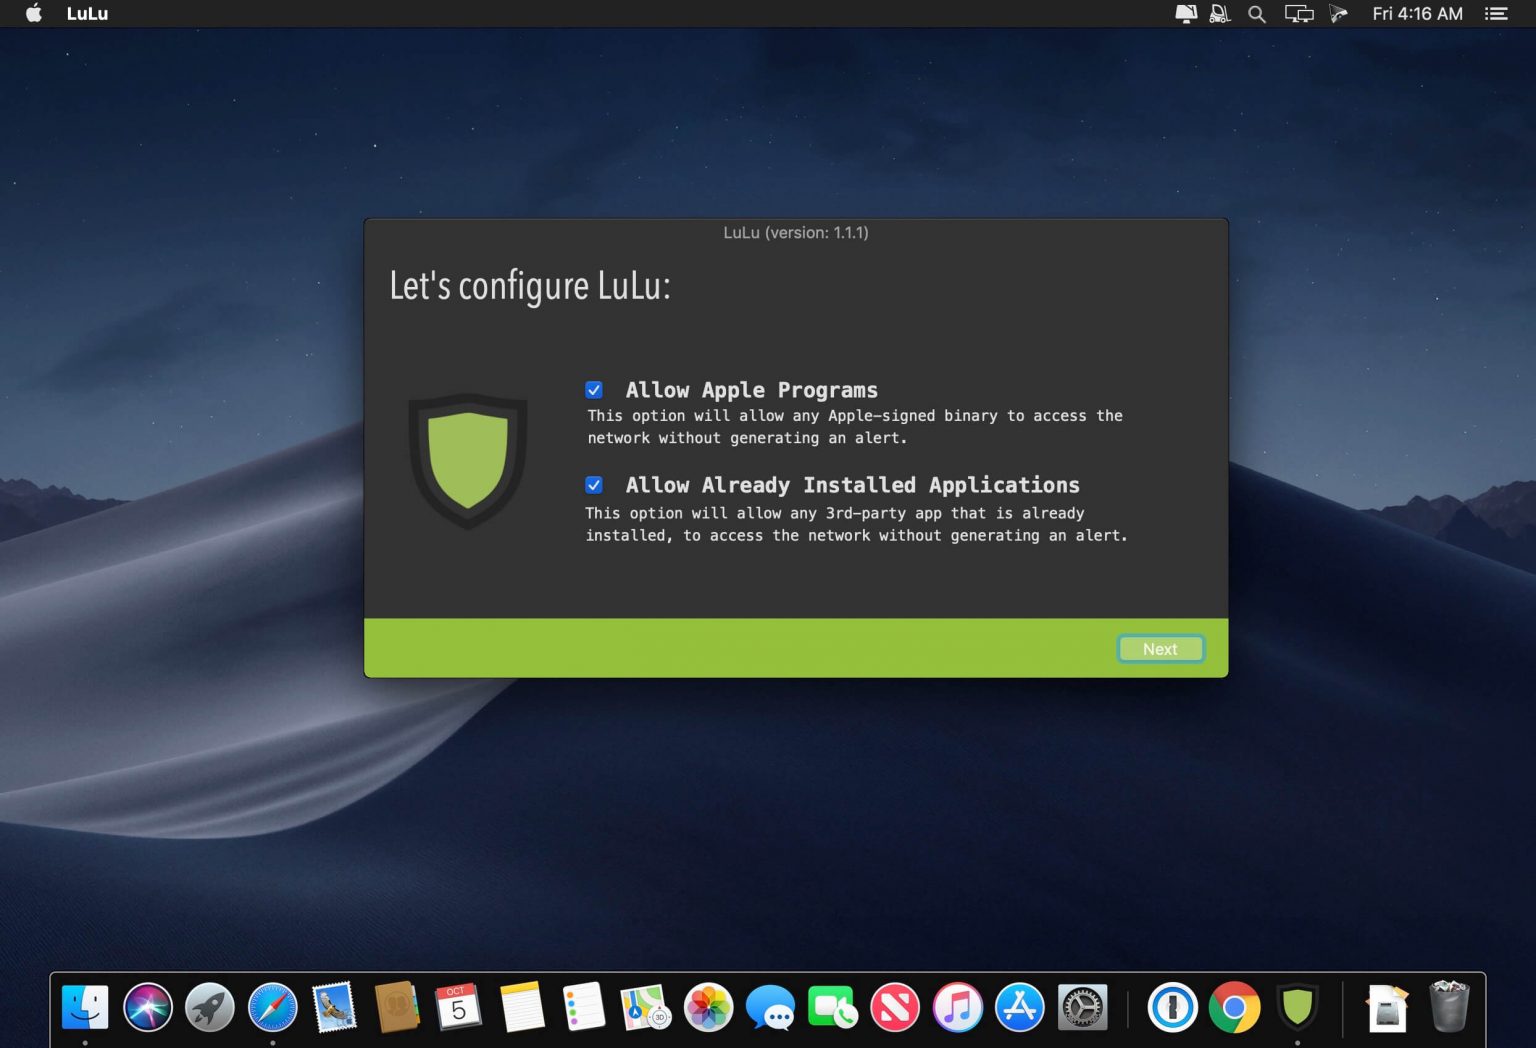 LuLu
Fri 4:16 AM
LuLu (version: 1.1.1)
Let's configure LuLu:
Allow Apple Programs
This option will allow any Apple-signed binary to access the
network without generating an alert.
Allow Already Installed Applications
This option will allow any 3rd-party app that is already
installed, to access the network without generating an alert.
Next
OCT
5
3D